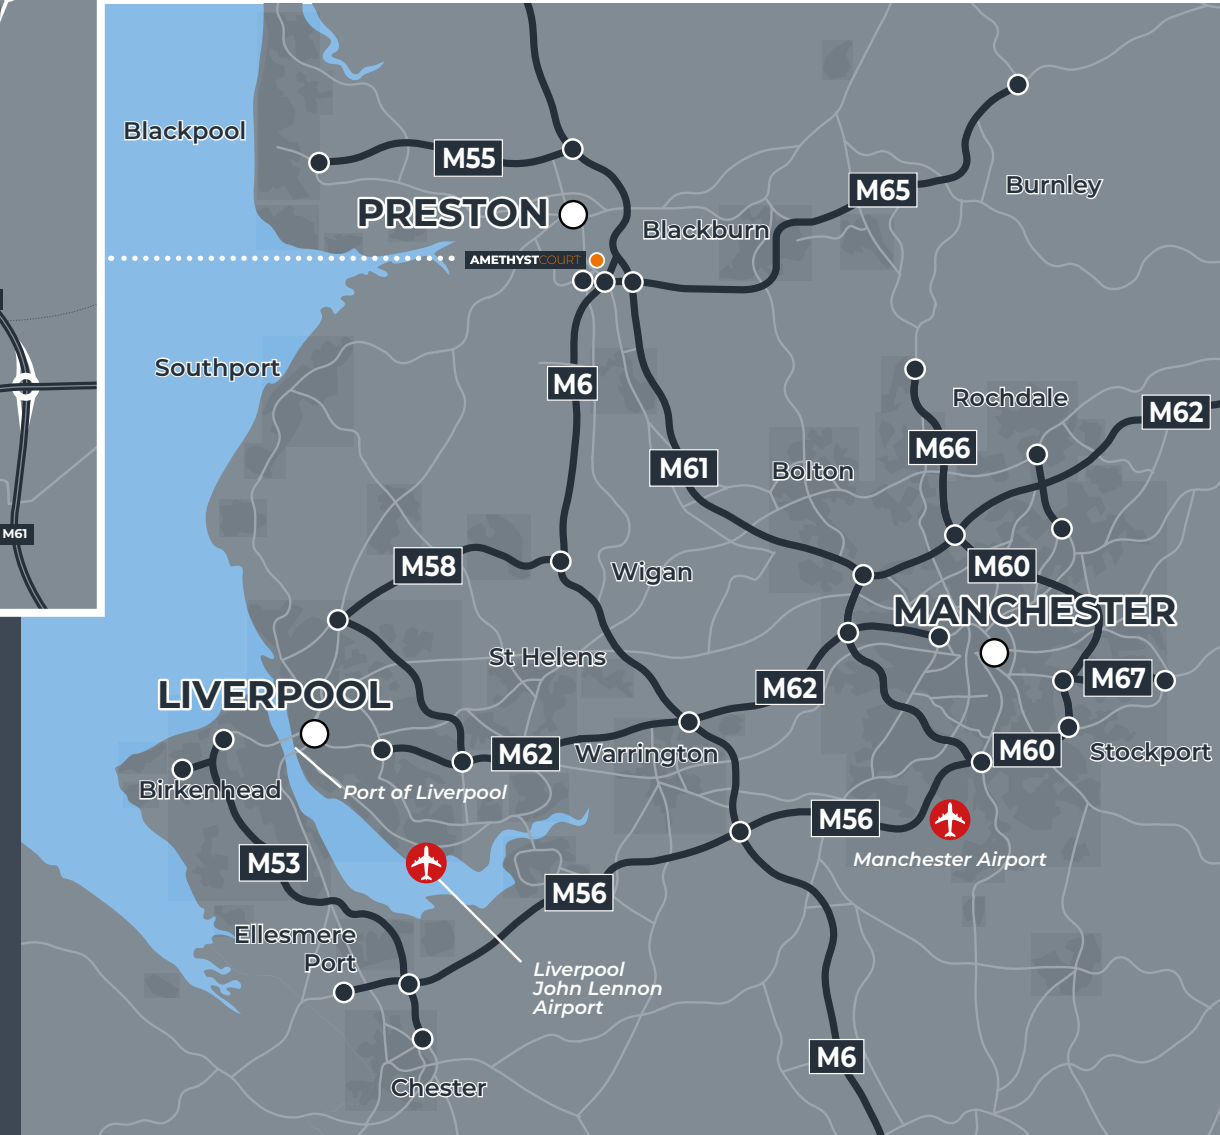 Blackpool
M55
M65
Burnley
PRESTON
Blackburn
AMETHYSTCOURT
Southport
M6
Rochdale
M62
M66
M61
Bolton
M61
M58
Wigan
M60
MANCHESTER
St Helens
M62
M67
LIVERPOOL
M62
Warrington
M60
Stockport
Birkenhead
Port of Liverpool
M56
Manchester Airport
M53
M56
Ellesmere
Port
Liverpool
John Lennon
Airport
M6
Chester